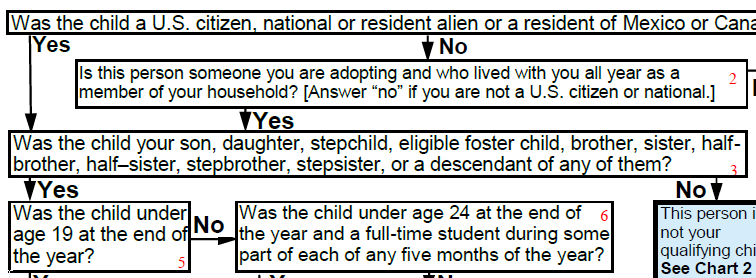 Was the child a U.S. citizen, national or resident alien or a resident of Mexico or
Yes
No
Is this person someone you are adopting and who lived with you all year as a
member of your household? [Answer “no” if you are not a U.S. citizen or national.]
2
Yes
Was the child your son, daughter, stepchild, eligible foster child, brother, sister, half-
brother, half–sister, stepbrother, stepsister, or a descendant of any of them?
3
Yes
No
Was the child under
age 19 at the end of
the year?
5
No
Was the child under age 24 at the end of
6
the year and a full-time student during some
part of each of any five months of the year?
This person
not your
qualifying
See Chart 2